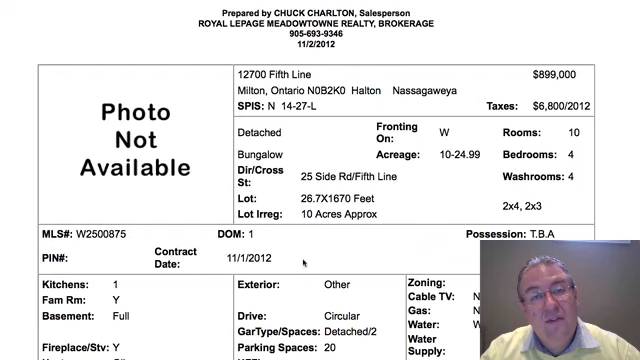 Prepared by CHUCK CHARLTON, Salesperson
ROYAL LEPAGE MEADOWTOWNE REALTY, BROKERAGE
905-693-9346
11/2/2012
Photo
Not
Available
12700 Fifth Line $899,000
Milton, Ontario N0B2K0 Halton Nassagaweya
SPIS: N 14-27-L Taxes: $6,800/2012
Detached Fronting On: W Rooms: 10
Bungalow Acreage: 10-24.99 Bedrooms: 4
Dir/Cross St: 25 Side Rd/Fifth Line Washrooms: 4
Lot: 26.7X1670 Feet 2x4, 2x3
Lot Irreg: 10 Acres Approx
MLS#: W2500875 DOM: 1 Possession: T.B.A
PIN#: Contract Date: 11/1/2012
Kitchens: 1 Exterior: Other Zoning:
Fam Rm: Y Cable TV: N
Basement: Full Drive: Circular Gas: N
GarType/Spaces: Detached/2 Water: W
Fireplace/Stv: Y Parking Spaces: 20 Water Supply: